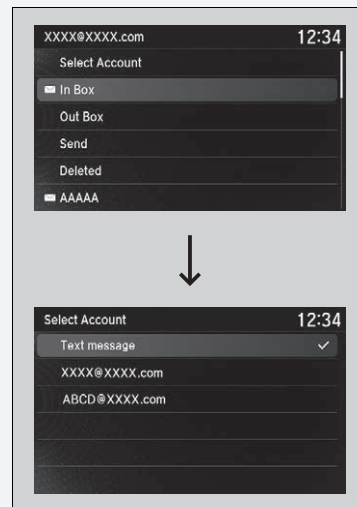 XXXX@XXXX.com 12:34
Select Account
In Box
Out Box
Send
Deleted
AAAAA
Select Account 12:34
Text message
XXXX@XXXX.com
ABCD@XXXX.com